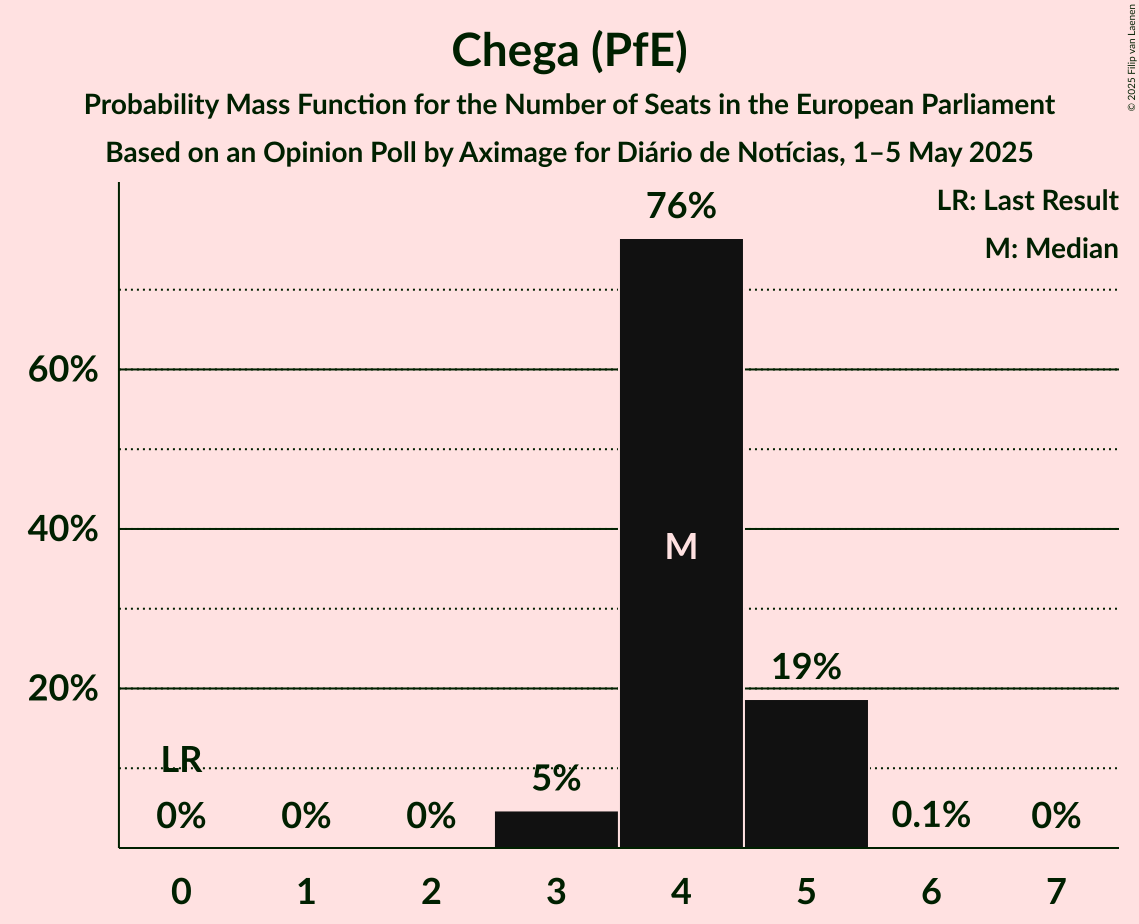 Chega (PfE)
Probability Mass Function for the Number of Seats in the European Parliament
Based on an Opinion Poll by Aximage for Diário de Notícias, 1–5 May 2025
© 2025 Filip van Laenen
LR: Last Result
M: Median
76%
60%
40%
M
19%
20%
LR
5%
0%
0%
0%
0.1%
0%
0
1
2
3
4
5
6
7